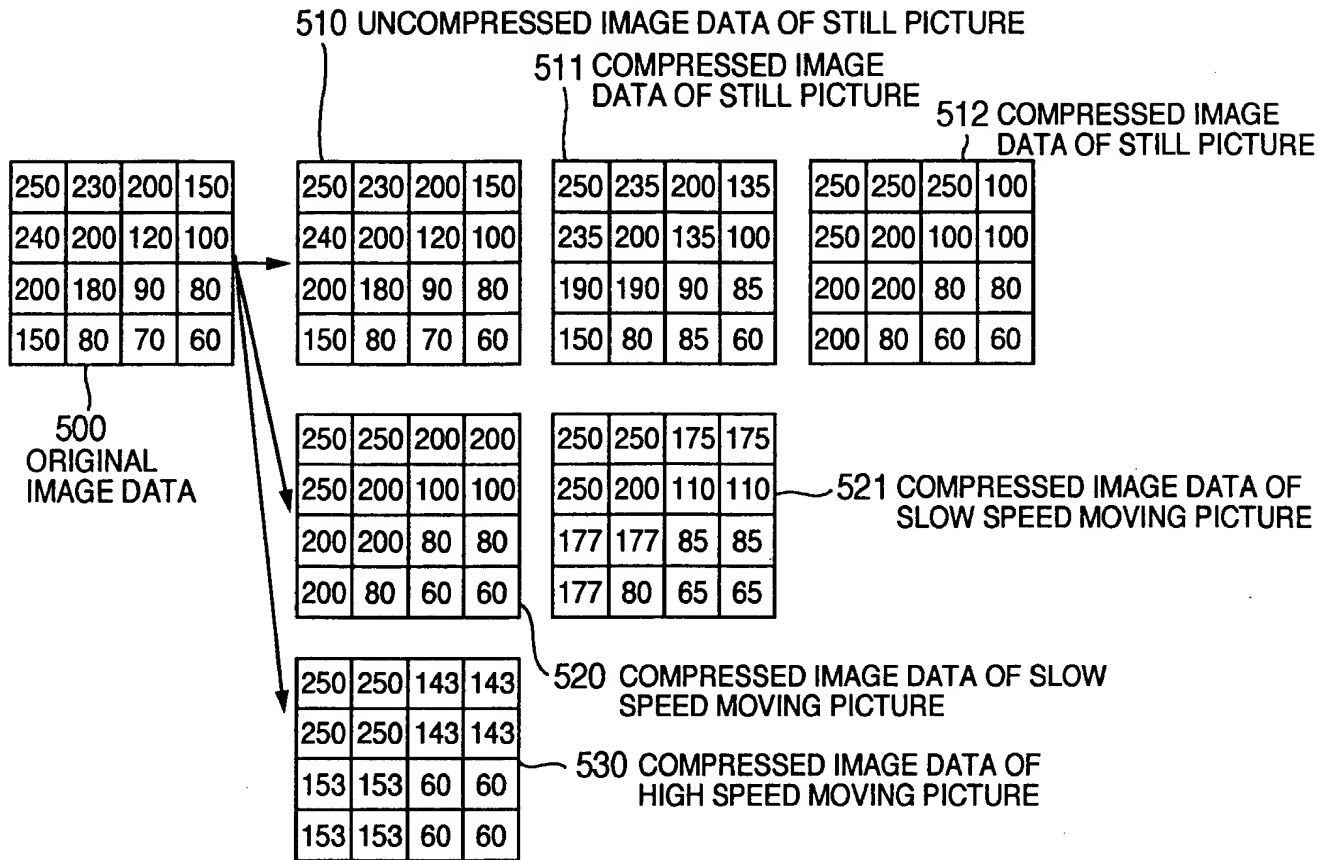 510 UNCOMPRESSED IMAGE DATA OF STILL PICTURE
511 COMPRESSED IMAGE
DATA OF STILL PICTURE
512 COMPRESSED IMAGE
DATA OF STILL PICTURE
250 230 200 150
240 200 120 100
200 180 90 80
150 80 70 60
500
ORIGINAL
IMAGE DATA
250 230 200 150
240 200 120 100
200 180 90 80
150 80 70 60
250 235 200 135
235 200 135 100
190 190 90 85
150 80 85 60
250 250 250 100
250 200 100 100
200 200 80 80
200 80 60 60
250 250 200 200
250 200 100 100
200 200 80 80
200 80 60 60
250 250 175 175
250 200 110 110
177 177 85 85
177 80 65 65
521 COMPRESSED IMAGE DATA OF
SLOW SPEED MOVING PICTURE
520 COMPRESSED IMAGE DATA OF SLOW
SPEED MOVING PICTURE
250 250 143 143
250 250 143 143
153 153 60 60
153 153 60 60
530 COMPRESSED IMAGE DATA OF
HIGH SPEED MOVING PICTURE